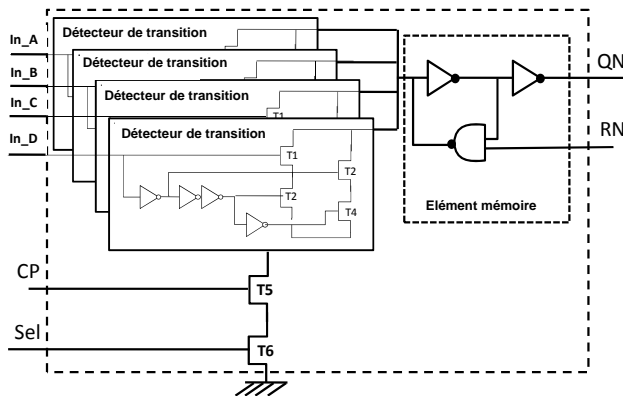 Détecteur de transition
In_A
Détecteur de transition
In_B
Détecteur de transition
In_C
T1
Détecteur de transition
In_D
T1
T2
T2
T4
QN
RN
Elément mémoire
CP
T5
Sel
T6